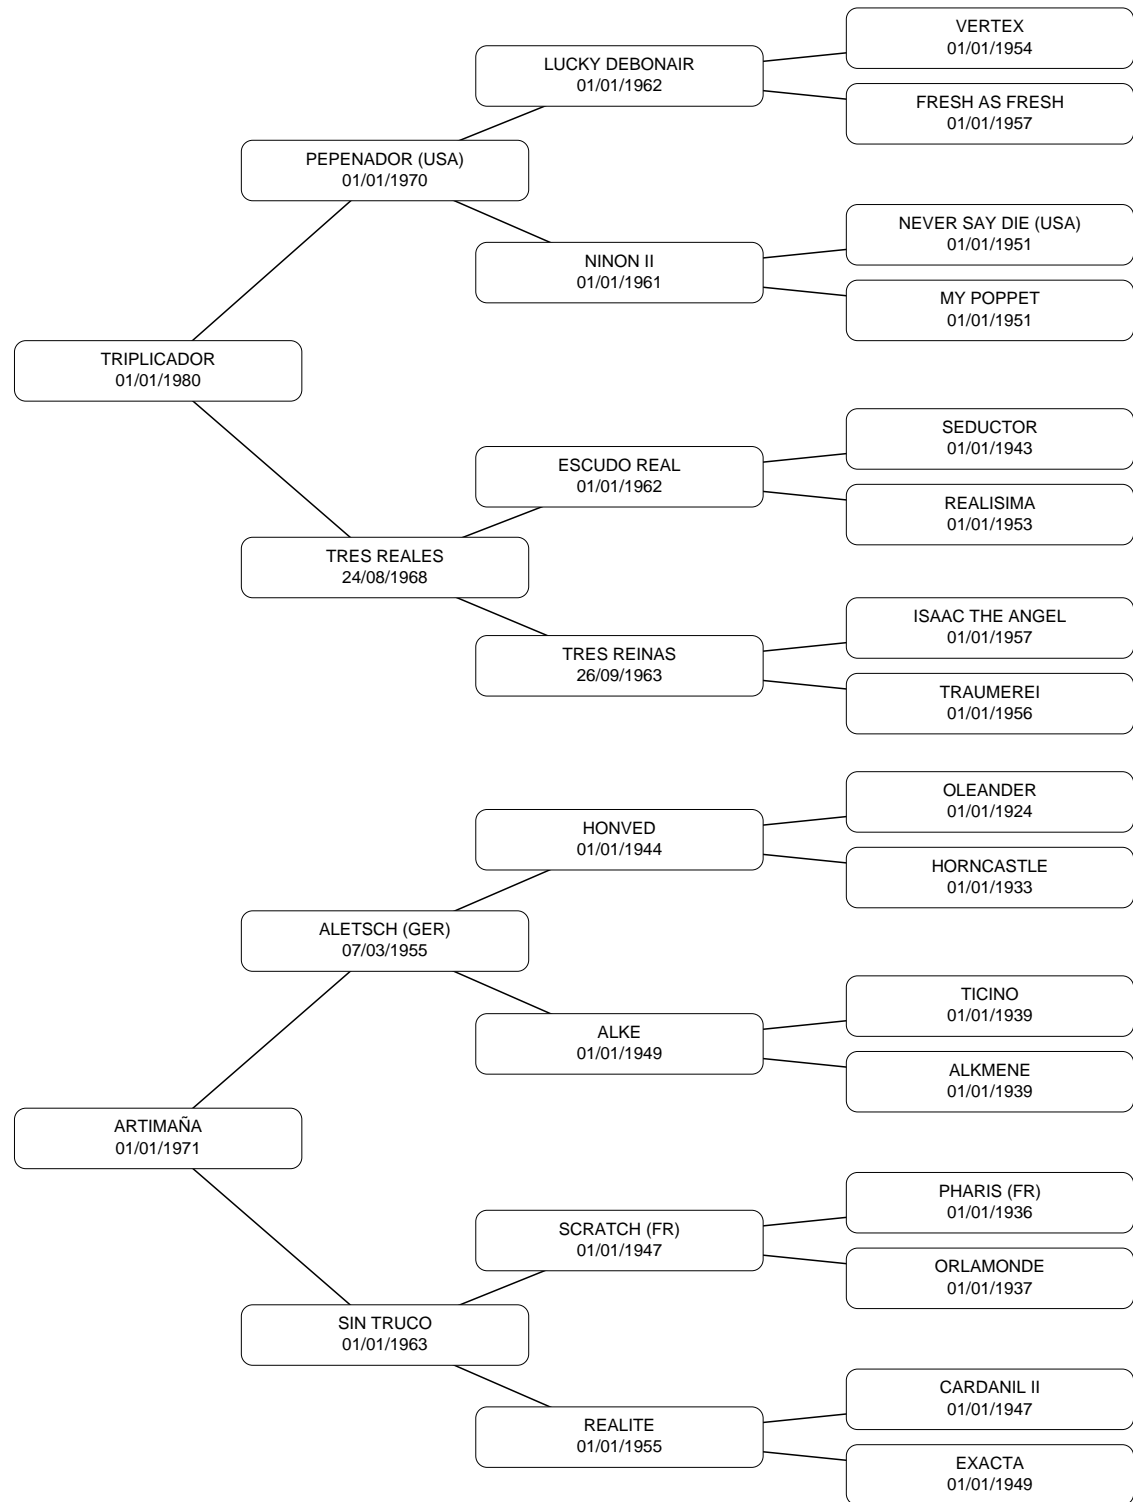 VERTEX
01/01/1954
LUCKY DEBONAIR
01/01/1962
FRESH AS FRESH
01/01/1957
PEPENADOR (USA)
01/01/1970
NEVER SAY DIE (USA)
01/01/1951
NINON II
01/01/1961
MY POPPET
01/01/1951
TRIPLICADOR
01/01/1980
SEDUCTOR
01/01/1943
ESCUDO REAL
01/01/1962
REALISIMA
01/01/1953
TRES REALES
24/08/1968
ISAAC THE ANGEL
01/01/1957
TRES REINAS
26/09/1963
TRAUMEREI
01/01/1956
OLEANDER
01/01/1924
HONVED
01/01/1944
HORNCASTLE
01/01/1933
ALETSCH (GER)
07/03/1955
TICINO
01/01/1939
ALKE
01/01/1949
ALKMENE
01/01/1939
ARTIMAÑA
01/01/1971
PHARIS (FR)
01/01/1936
SCRATCH (FR)
01/01/1947
ORLAMONDE
01/01/1937
SIN TRUCO
01/01/1963
CARDANIL II
01/01/1947
REALITE
01/01/1955
EXACTA
01/01/1949